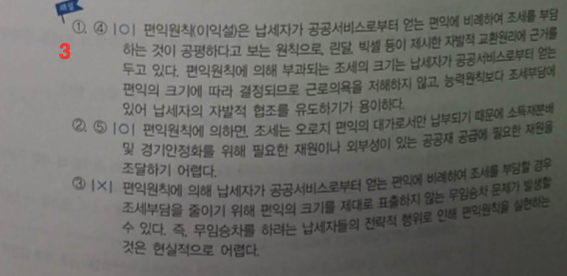 해설
3
①, ④ |O| 편익원칙(이익설)은 납세자가 공공서비스로부터 얻는 편익에 비례하여 조세를 부담
하는 것이 공평하다고 보는 원칙으로, 린달, 빅셀 등이 제시한 자발적 교환원리에 근거를
두고 있다. 편익원칙에 의해 부과되는 조세의 크기는 납세자가 공공서비스로부터 얻는
편익의 크기에 따라 결정되므로 근로의욕을 저해하지 않고, 능력원칙보다 조세부담에
있어 납세자의 자발적 협조를 유도하기가 용이하다.
②, ⑤ |O| 편익원칙에 의하면, 조세는 오로지 편익의 대가로서만 납부되기 때문에 소득재분배
및 경기안정화를 위해 필요한 재원이나 외부성이 있는 공공재 공급에 필요한 재원을
조달하기 어렵다.
③ |X| 편익원칙에 의해 납세자가 공공서비스로부터 얻는 편익에 비례하여 조세를 부담할 경우
조세부담을 줄이기 위해 편익의 크기를 제대로 표출하지 않는 무임승차 문제가 발생할
수 있다. 즉, 무임승차를 하려는 납세자들의 전략적 행위로 인해 편익원칙을 실현하는
것은 현실적으로 어렵다.